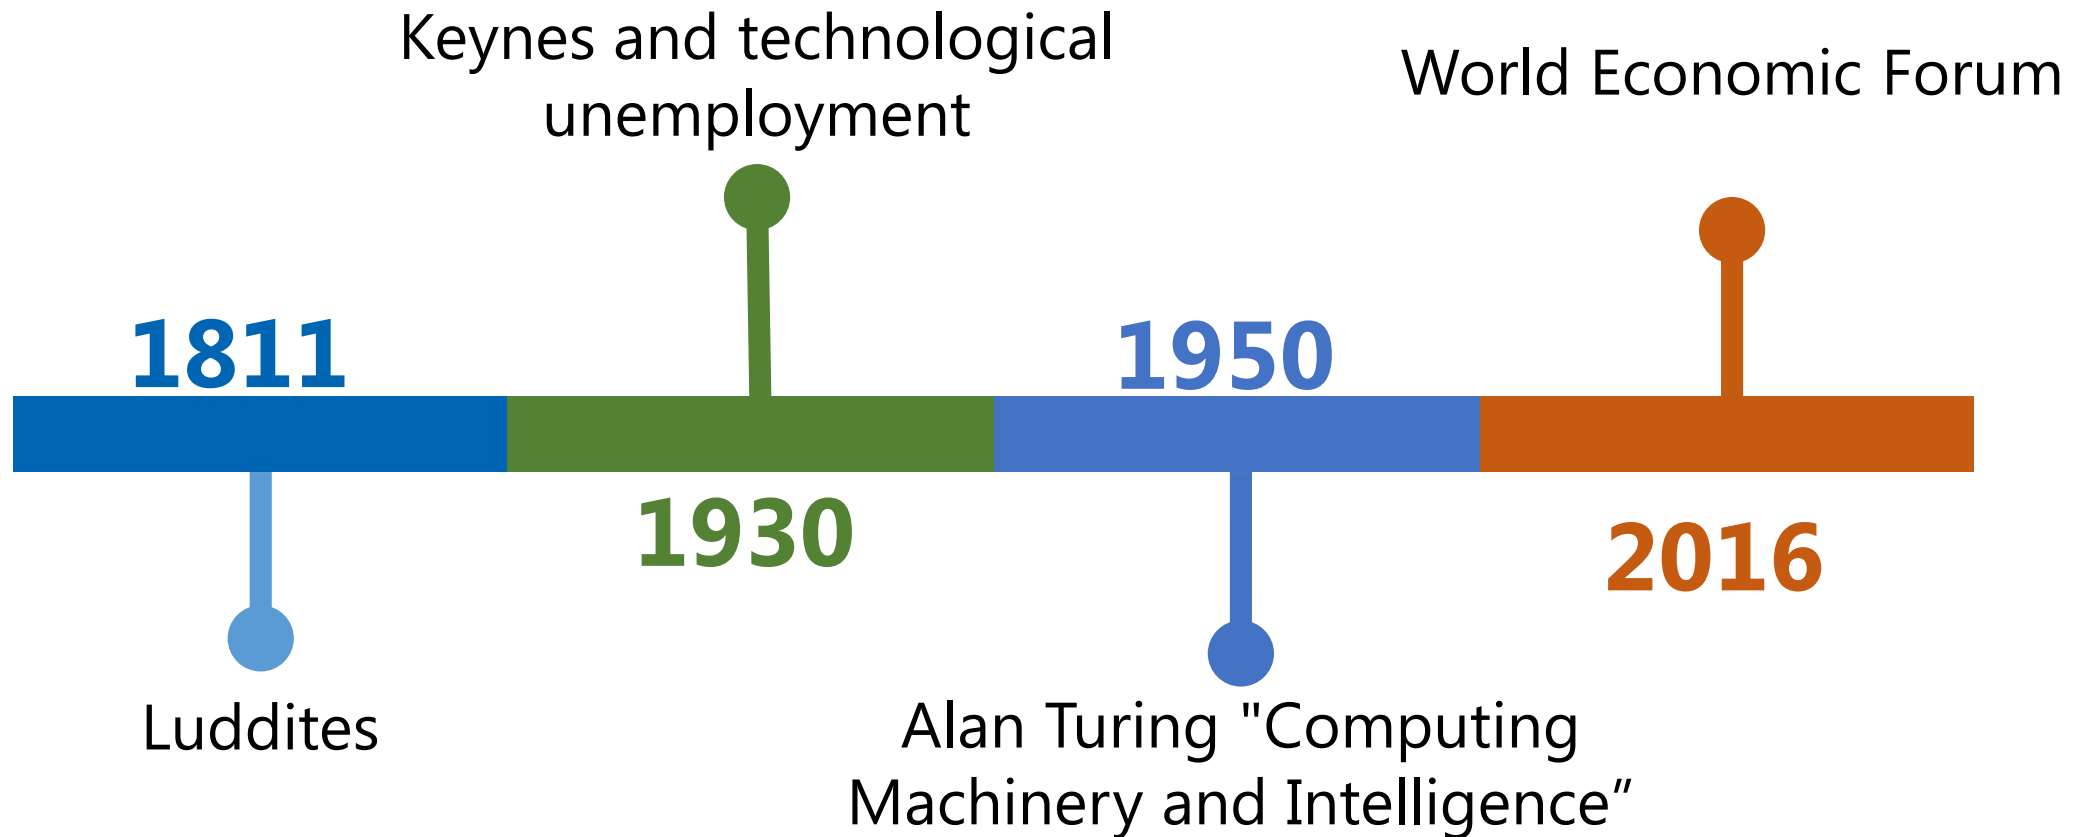 Keynes and technological
unemployment
World Economic Forum
1811
1950
1930
2016
Luddites
Alan Turing "Computing
Machinery and Intelligence”